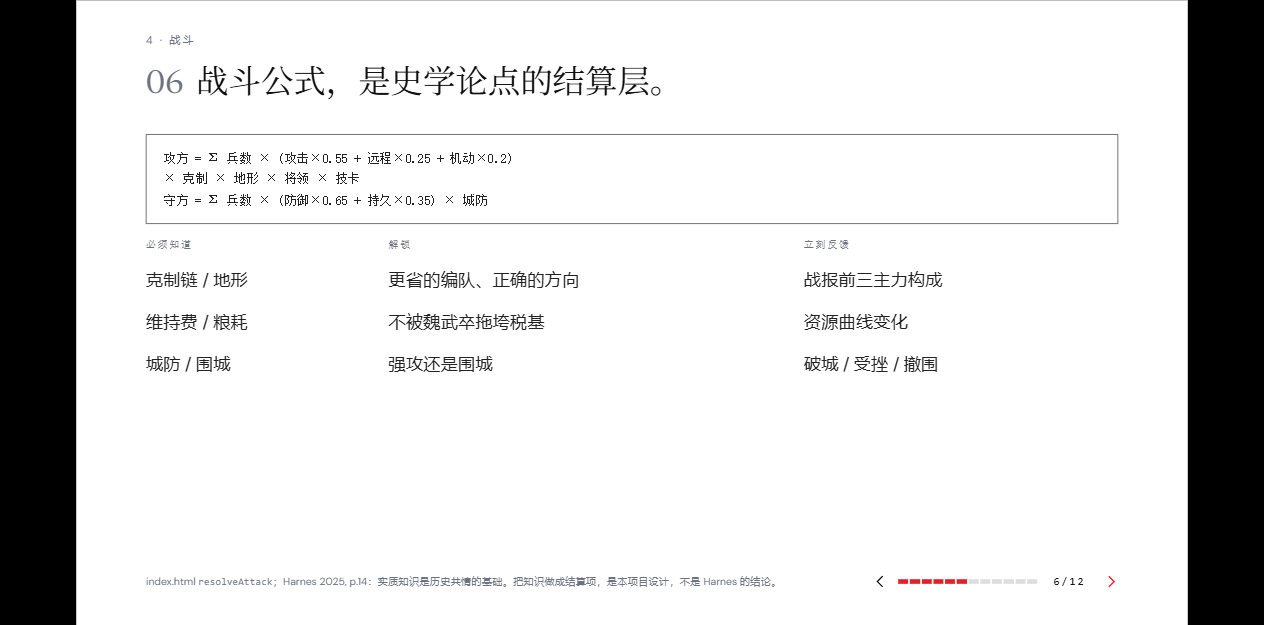 4 · 战斗
06 战斗公式，是史学论点的结算层。
攻方 = Σ 兵数 × (攻击×0.55 + 远程×0.25 + 机动×0.2)
× 克制 × 地形 × 将领 × 技卡
守方 = Σ 兵数 × (防御×0.65 + 持久×0.35) × 城防
必须知道 解锁 立刻反馈
克制链 / 地形 更省的编队、正确的方向 战报前三主力构成
维持费 / 粮耗 不被魏武卒拖垮税基 资源曲线变化
城防 / 围城 强攻还是围城 破城 / 受挫 / 撤围
index.html resolveAttack; Harnes 2025, p.14：实质知识是历史共情的基础。把知识做成结算项，是本项目设计，不是 Harnes 的结论。
6/12